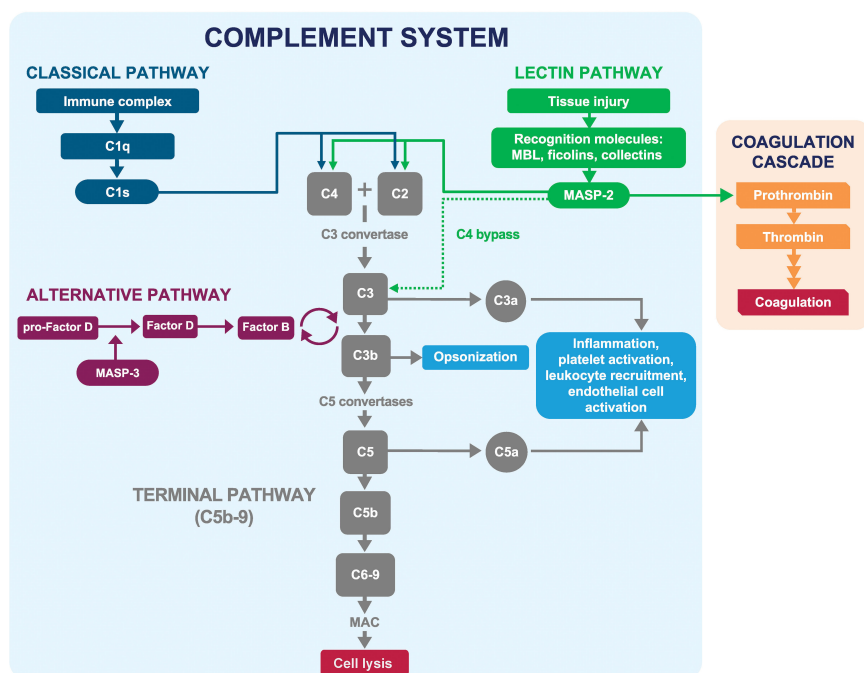 COMPLEMENT SYSTEM
CLASSICAL PATHWAY
Immune complex
C1q
C1s
LECTIN PATHWAY
Tissue injury
Recognition molecules:
MBL, ficolins, collectins
MASP-2
COAGULATION
CASCADE
Prothrombin
Thrombin
Coagulation
C4
+
C2
C3 convertase
C4 bypass
ALTERNATIVE PATHWAY
pro-Factor D
Factor D
Factor B
MASP-3
C3
C3a
C3b
Opsonization
Inflammation,
platelet activation,
leukocyte recruitment,
endothelial cell
activation
C5 convertases
C5
C5a
TERMINAL PATHWAY
(C5b-9)
C5b
C6-9
MAC
Cell lysis